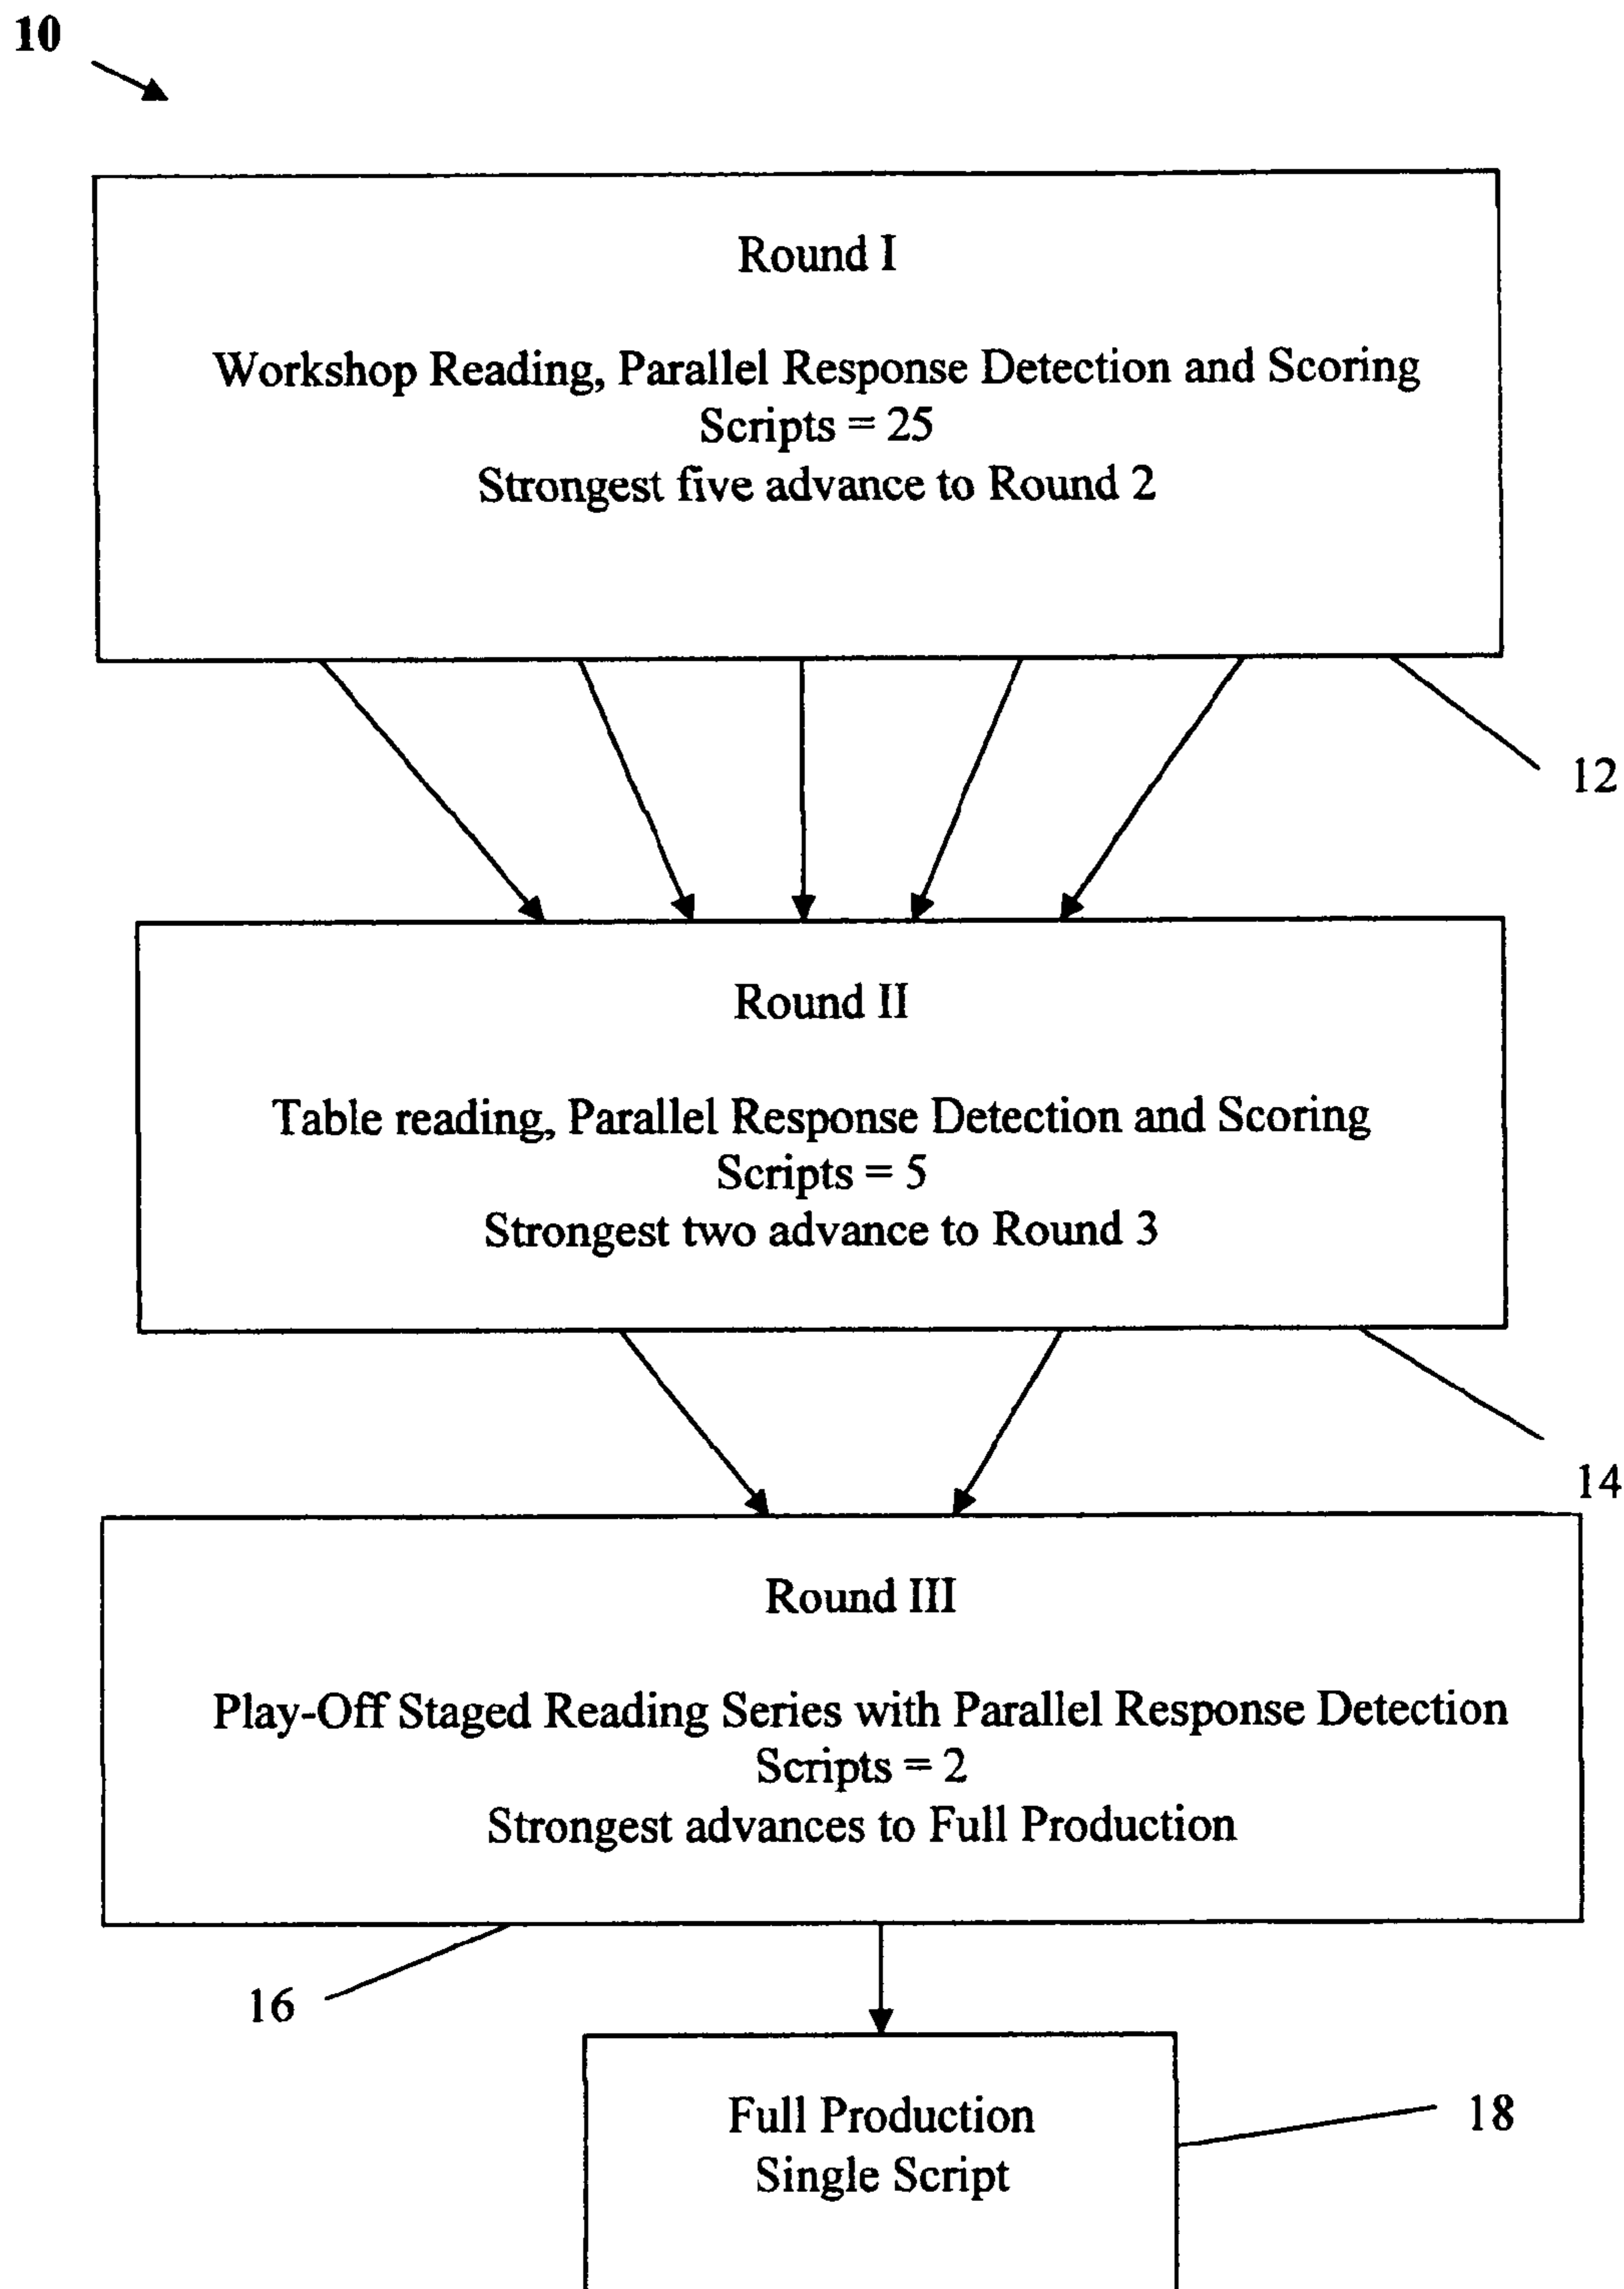 10
Round I
Workshop Reading, Parallel Response Detection and Scoring
Scripts = 25
Strongest five advance to Round 2
12
Round II
Table reading, Parallel Response Detection and Scoring
Scripts = 5
Strongest two advance to Round 3
14
Round III
Play-Off Staged Reading Series with Parallel Response Detection
Scripts = 2
Strongest advances to Full Production
16
Full Production
Single Script
18